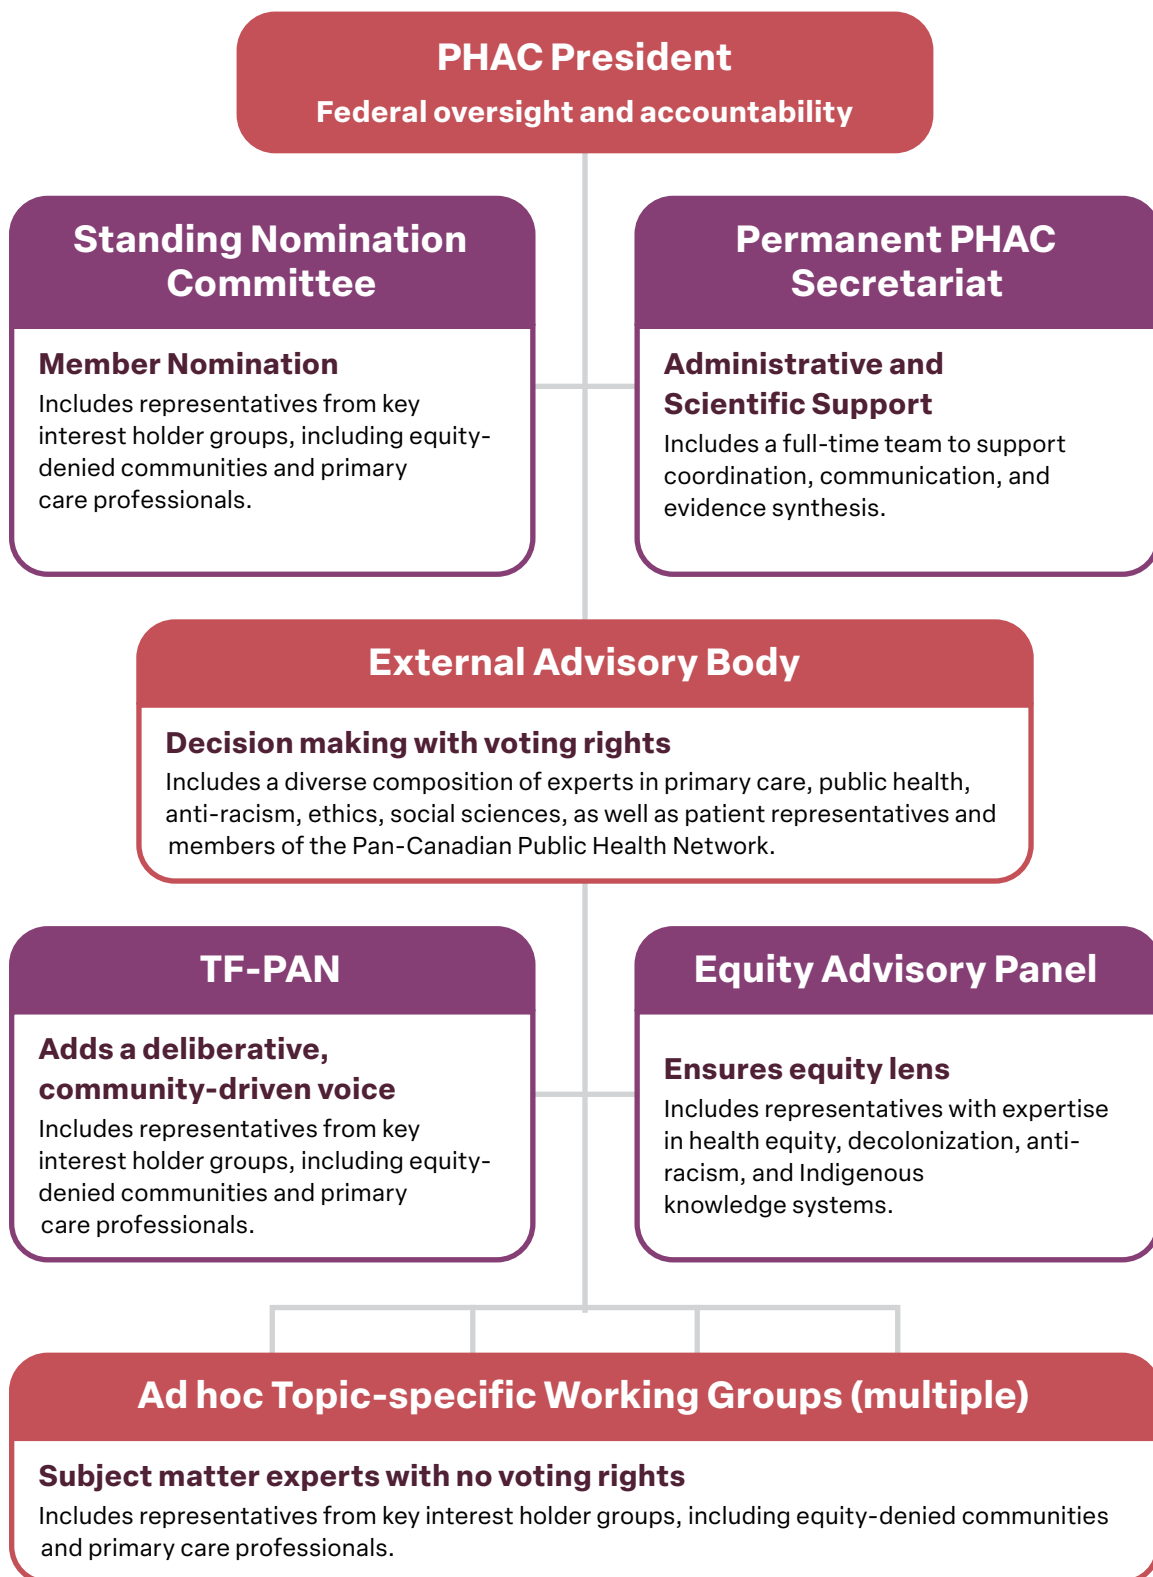 PHAC President
Federal oversight and accountability
Standing Nomination
Committee
Member Nomination
Includes representatives from key
interest holder groups, including equity-
denied communities and primary
care professionals.
Permanent PHAC
Secretariat
Administrative and
Scientific Support
Includes a full-time team to support
coordination, communication, and
evidence synthesis.
External Advisory Body
Decision making with voting rights
Includes a diverse composition of experts in primary care, public health,
anti-racism, ethics, social sciences, as well as patient representatives and
members of the Pan-Canadian Public Health Network.
TF-PAN
Adds a deliberative,
community-driven voice
Includes representatives from key
interest holder groups, including equity-
denied communities and primary
care professionals.
Equity Advisory Panel
Ensures equity lens
Includes representatives with expertise
in health equity, decolonization, anti-
racism, and Indigenous
knowledge systems.
Ad hoc Topic-specific Working Groups (multiple)
Subject matter experts with no voting rights
Includes representatives from key interest holder groups, including equity-denied communities
and primary care professionals.